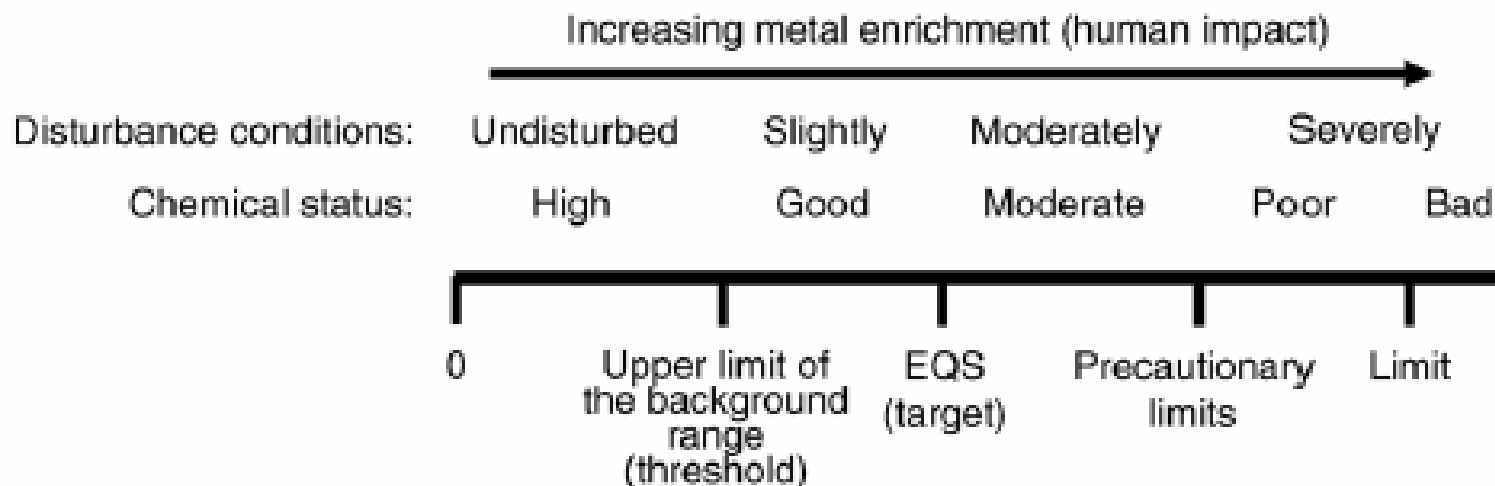 Increasing metal enrichment (human impact)
Disturbance conditions: Undisturbed Slightly Moderately Severely
Chemical status: High Good Moderate Poor Bad
0 Upper limit of EQS Precautionary Limit
the background (target) limits
range
(threshold)